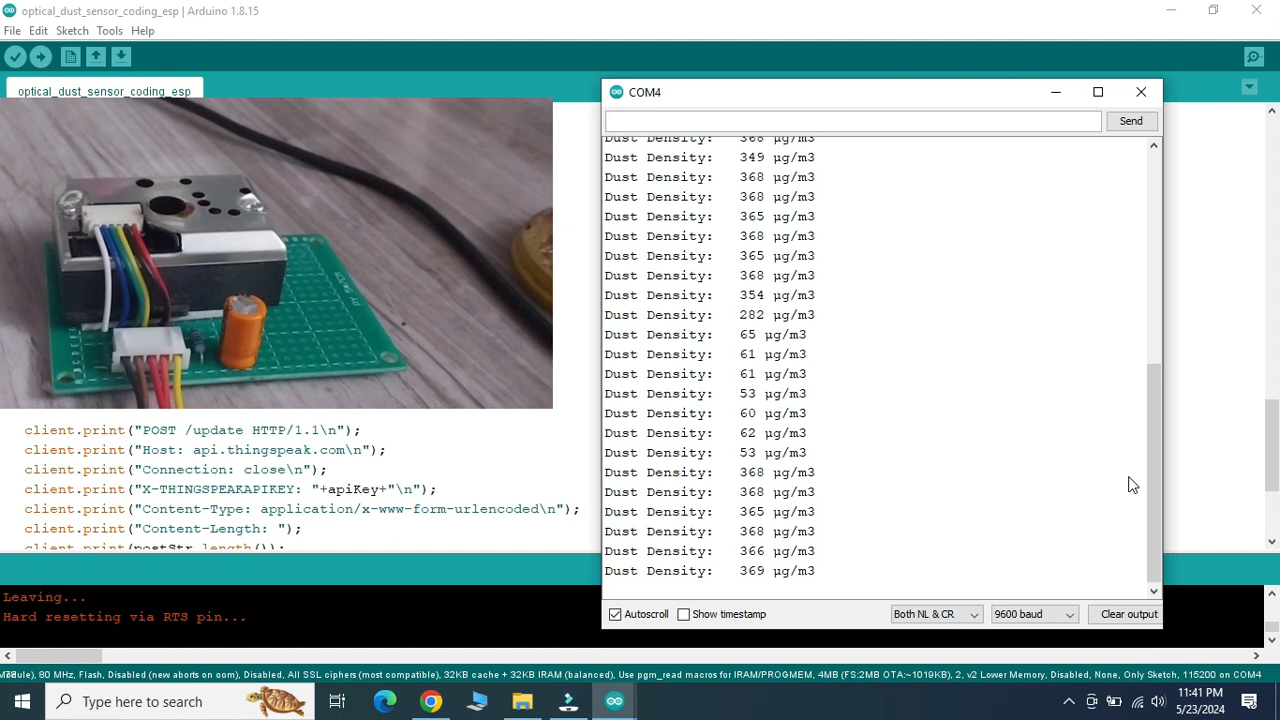 optical_dust_sensor_coding_esp | Arduino 1.8.15
File Edit Sketch Tools Help
optical_dust_sensor_coding_esp
client.print("POST /update HTTP/1.1\n");
client.print("Host: api.thingspeak.com\n");
client.print("Connection: close\n");
client.print("X-THINGSPEAKAPIKEY: "+apiKey+"\n");
client.print("Content-Type: application/x-www-form-urlencoded\n");
client.print("Content-Length: ");
client.print(postStr.length());
COM4
Send
Dust Density: 368 µg/m3
Dust Density: 349 µg/m3
Dust Density: 368 µg/m3
Dust Density: 368 µg/m3
Dust Density: 365 µg/m3
Dust Density: 368 µg/m3
Dust Density: 365 µg/m3
Dust Density: 368 µg/m3
Dust Density: 354 µg/m3
Dust Density: 282 µg/m3
Dust Density: 65 µg/m3
Dust Density: 61 µg/m3
Dust Density: 61 µg/m3
Dust Density: 53 µg/m3
Dust Density: 60 µg/m3
Dust Density: 62 µg/m3
Dust Density: 53 µg/m3
Dust Density: 368 µg/m3
Dust Density: 368 µg/m3
Dust Density: 365 µg/m3
Dust Density: 368 µg/m3
Dust Density: 366 µg/m3
Dust Density: 369 µg/m3
Autoscroll Show timestamp Both NL & CR 9600 baud Clear output
Leaving...
Hard resetting via RTS pin...
80 MHz, Flash, Disabled (new aborts on oom), Disabled, All SSL ciphers (most compatible), 32KB cache + 32KB IRAM (balanced), Use pgm_read macros for IRAM/PROGMEM, 4MB (FS:2MB OTA:~1019KB), 2, v2 Lower Memory, Disabled, None, Only Sketch, 115200 on COM4
Type here to search
11:41 PM
5/23/2024